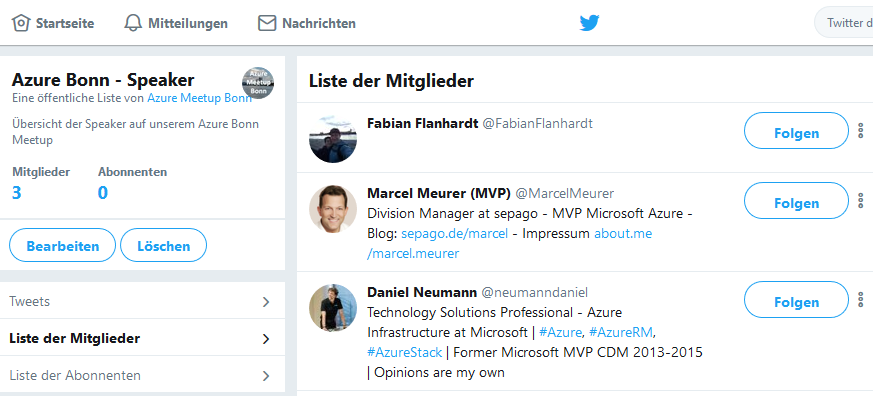 Startseite Mitteilungen Nachrichten Twitter d
Azure Bonn - Speaker
Azure
Meetup
Bonn
Eine öffentliche Liste von Azure Meetup Bonn
Übersicht der Speaker auf unserem Azure Bonn
Meetup
Mitglieder Abonnenten
3 0
Bearbeiten Löschen
Tweets
Liste der Mitglieder
Liste der Abonnenten
Liste der Mitglieder
Fabian Flanhardt @FabianFlanhardt
Folgen
Marcel Meurer (MVP) @MarcelMeurer
Folgen
Division Manager at sepago - MVP Microsoft Azure -
Blog: sepago.de/marcel - Impressum about.me
/marcel.meurer
Daniel Neumann @neumanndaniel
Folgen
Technology Solutions Professional - Azure
Infrastructure at Microsoft | #Azure, #AzureRM,
#AzureStack | Former Microsoft MVP CDM 2013-2015
| Opinions are my own